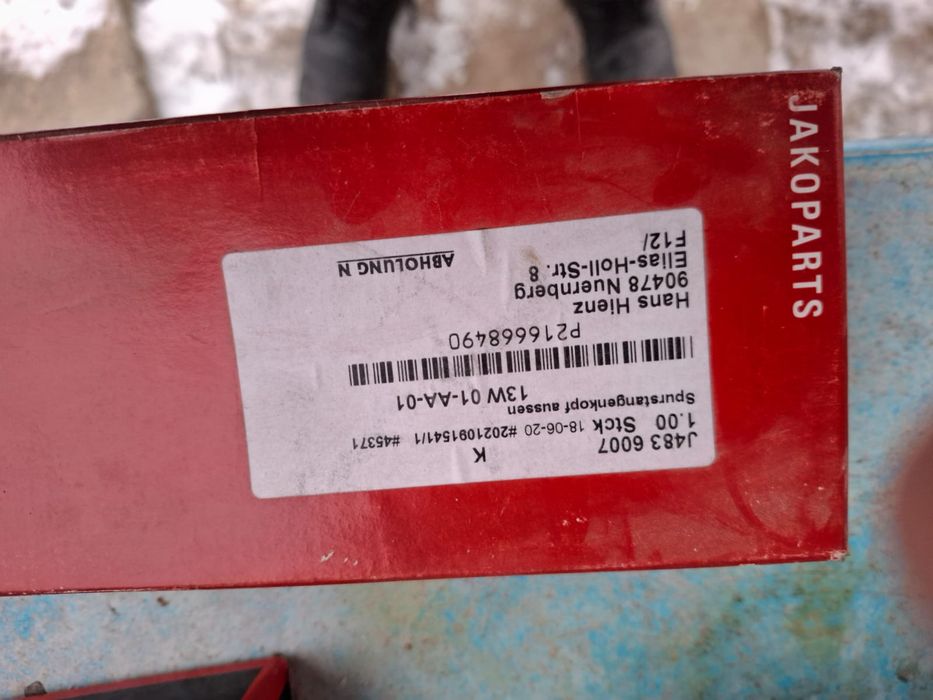 JAKOPARTS
J483 6007
K
1.00 Stck 18-06-20 #2021091541/1 #45371
Spurstangenkopf aussen
13W 01-AA-01
P216668490
Hans Hienz
90478 Nuernberg
Elias-Holl-Str. 8
F12/
ABHOLUNG N